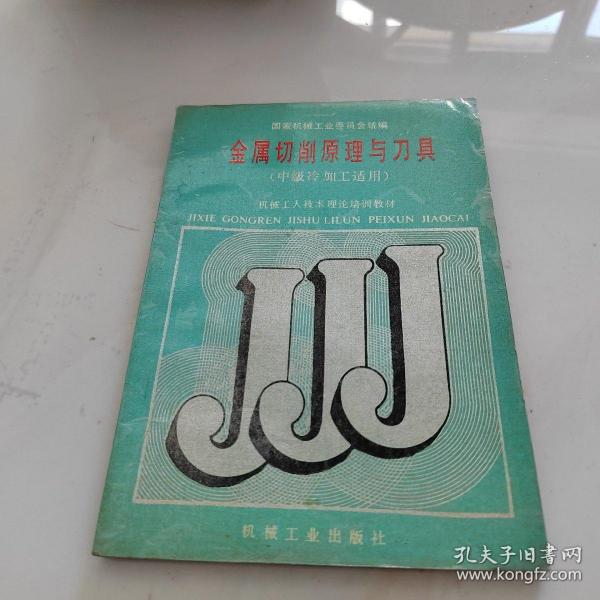 国家机械工业委员会统编
金属切削原理与刀具
(中级冷加工适用)
机械工人技术理论培训教材
JIXIE GONGREN JISHU LILUN PEIXUN JIAOCAI
JJJ
机械工业出版社
孔夫子旧书网
www.kongfz.com